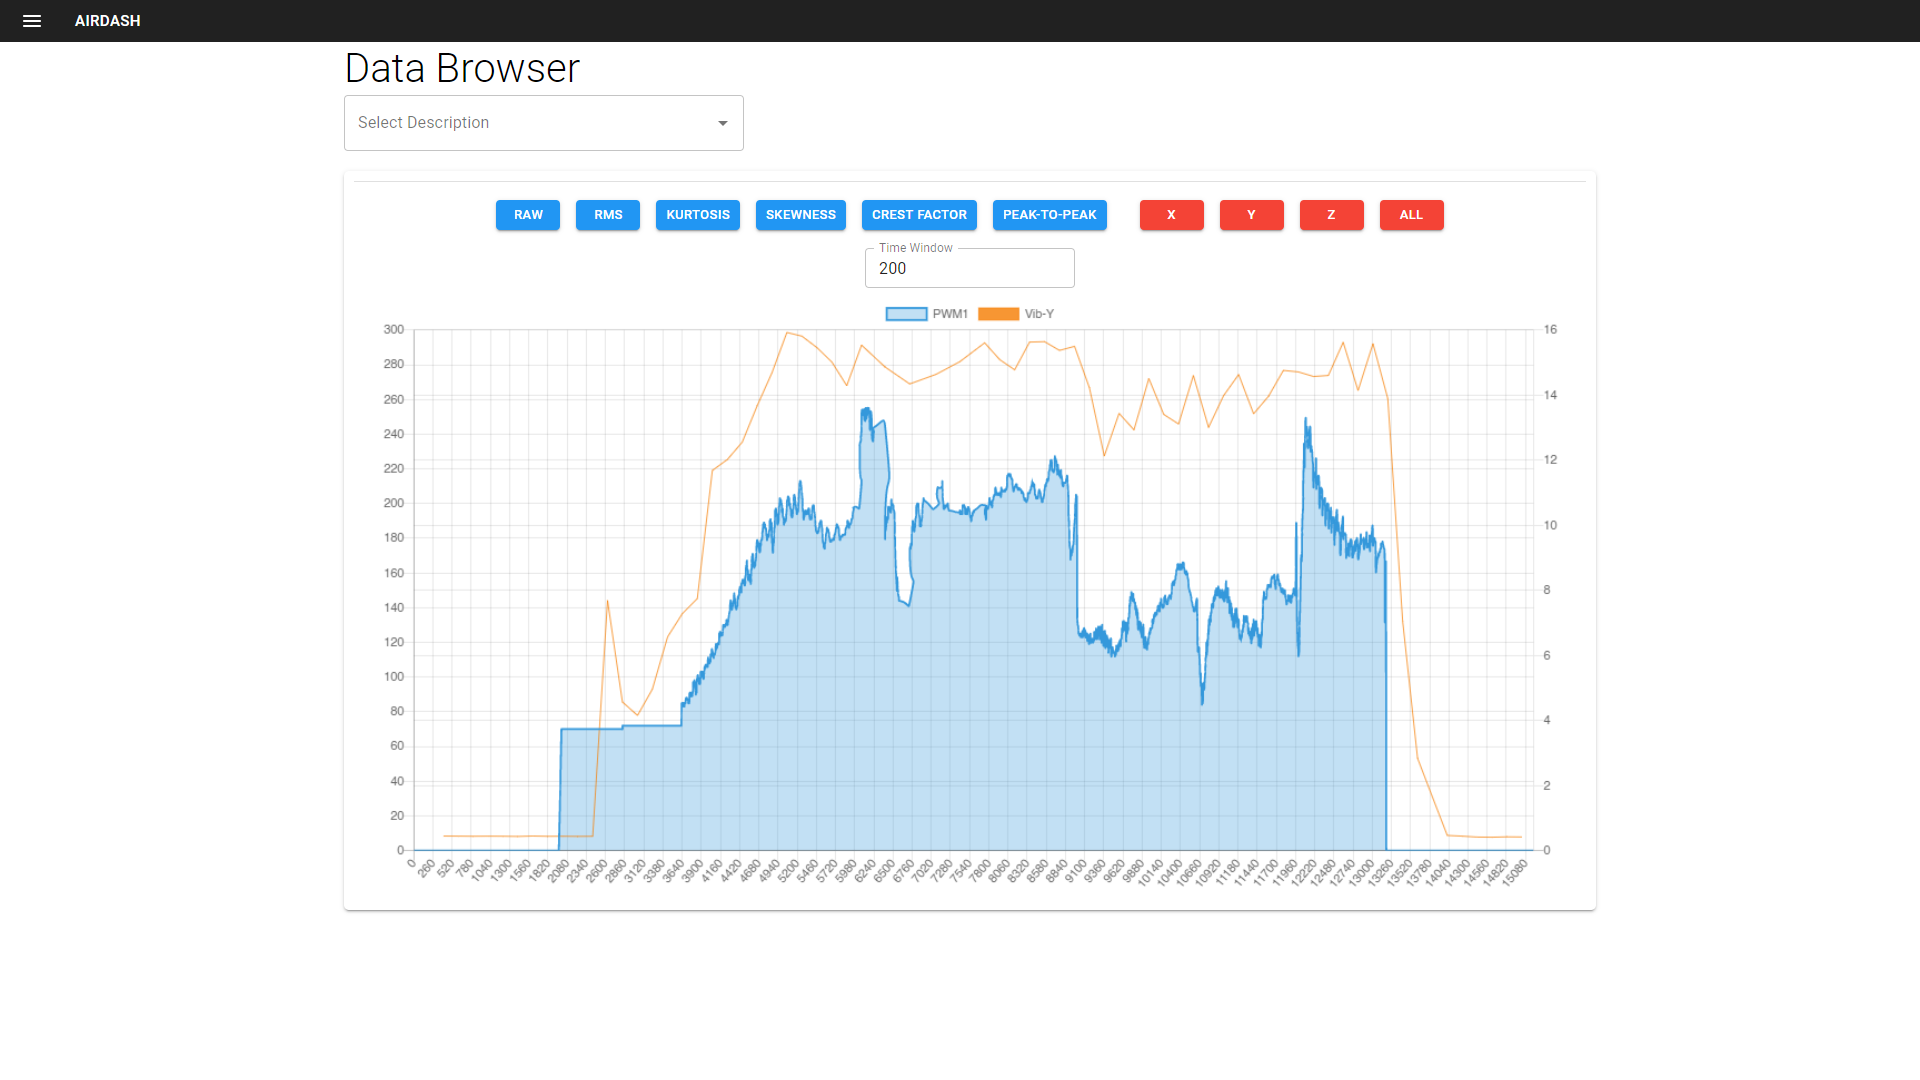 AIRDASH
Data Browser
Select Description
RAW RMS KURTOSIS SKEWNESS CREST FACTOR PEAK-TO-PEAK X Y Z ALL
Time Window
200
PWM1 Vib-Y
300 16
280
260 14
240
220 12
200
180 10
160
140 8
120 6
100
80 4
60
40 2
20
0 0
0 260 520 780 1040 1300 1560 1820 2080 2340 2600 2860 3120 3380 3640 3900 4160 4420 4680 4940 5200 5460 5720 5980 6240 6500 6760 7020 7280 7540 7800 8060 8320 8580 8840 9100 9360 9620 9880 10140 10400 10660 10920 11180 11440 11700 11960 12220 12480 12740 13000 13260 13520 13780 14040 14300 14560 14820 15080